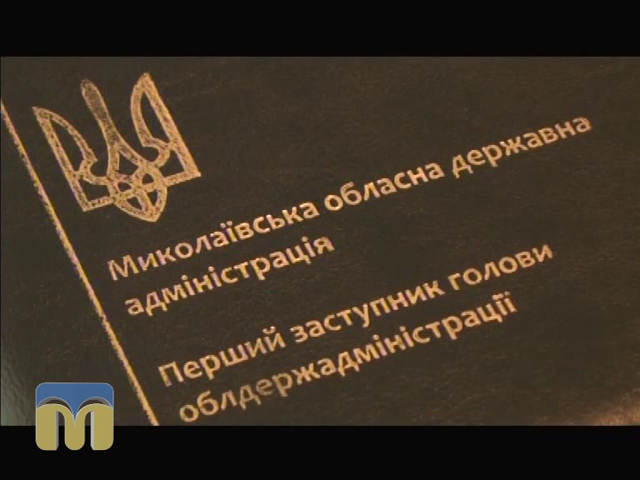 Миколаївська обласна державна
адміністрація
Перший заступник голови
облдержадміністрації
M